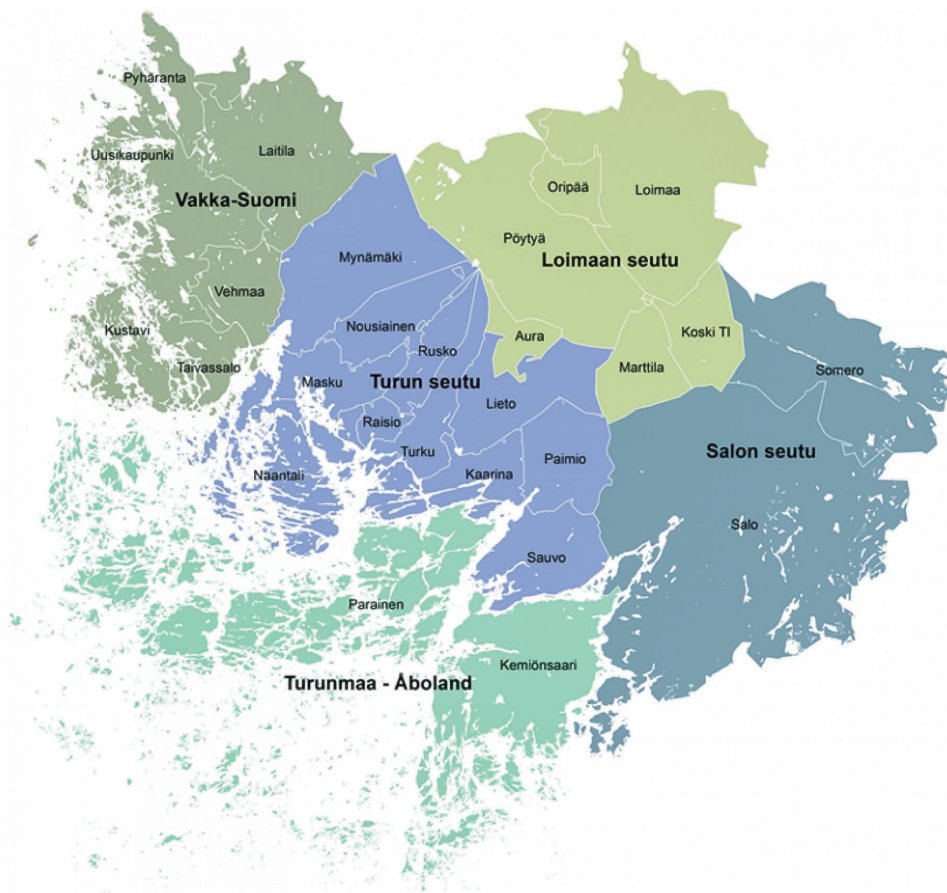 Pyhäranta
Uusikaupunki
Laitila
Vakka-Suomi
Vehmaa
Kustavi
Taivassalo
Oripää
Loimaa
Pöytyä
Loimaan seutu
Aura
Koski Tl
Marttila
Mynämäki
Nousiainen
Rusko
Masku
Turun seutu
Lieto
Raisio
Turku
Naantali
Kaarina
Paimio
Sauvo
Somero
Salon seutu
Salo
Parainen
Kemiönsaari
Turunmaa - Åboland